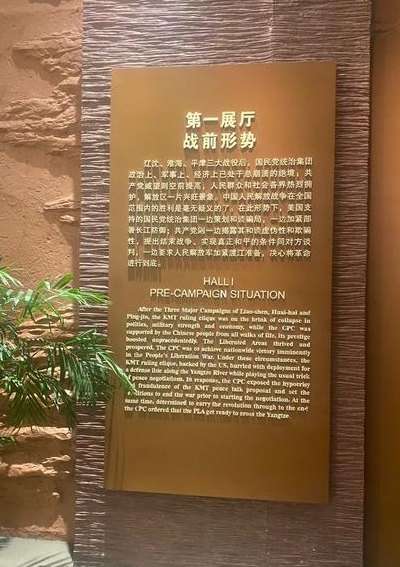 第一展厅
战前形势
辽沈、淮海、平津三大战役后，国民党统治集团
政治上、军事上、经济上已处于总崩溃的绝境；共
产党威望则空前提高，人民群众和社会各界热烈拥
护，解放区一片兴旺景象。中国人民解放战争在全国
范围内的胜利是毫无疑义的了。在此形势下，美国支
持的国民党统治集团一边策划和谈骗局，一边加紧部
署长江防御；共产党则一边揭露其和谈虚伪性和欺骗
性，提出结束战争、实现真正和平的条件同对方谈
判，一边要求人民解放军加紧渡江准备，决心将革命
进行到底。
HALL I
PRE-CAMPAIGN SITUATION
After the Three Major Campaigns of Liao-shen, Huai-hai and
Ping-jin, the KMT ruling clique was on the brink of collapse in
politics, military strength and economy, while the CPC was
supported by the Chinese people from all walks of life, its prestige
boosted unprecedentedly. The Liberated Areas thrived and
prospered. The CPC was to achieve nationwide victory imminently
in the People's Liberation War. Under these circumstances, the
KMT ruling clique, backed by the US, hurried with deployment for
a defense line along the Yangtze River while playing the usual trick
of peace negotiations. In response, the CPC exposed the hypocrisy
and fraudulence of the KMT peace talk proposal and set the
conditions to end the war prior to starting the negotiation. At the
same time, determined to carry the revolution through to the end
the CPC ordered that the PLA get ready to cross the Yangtze